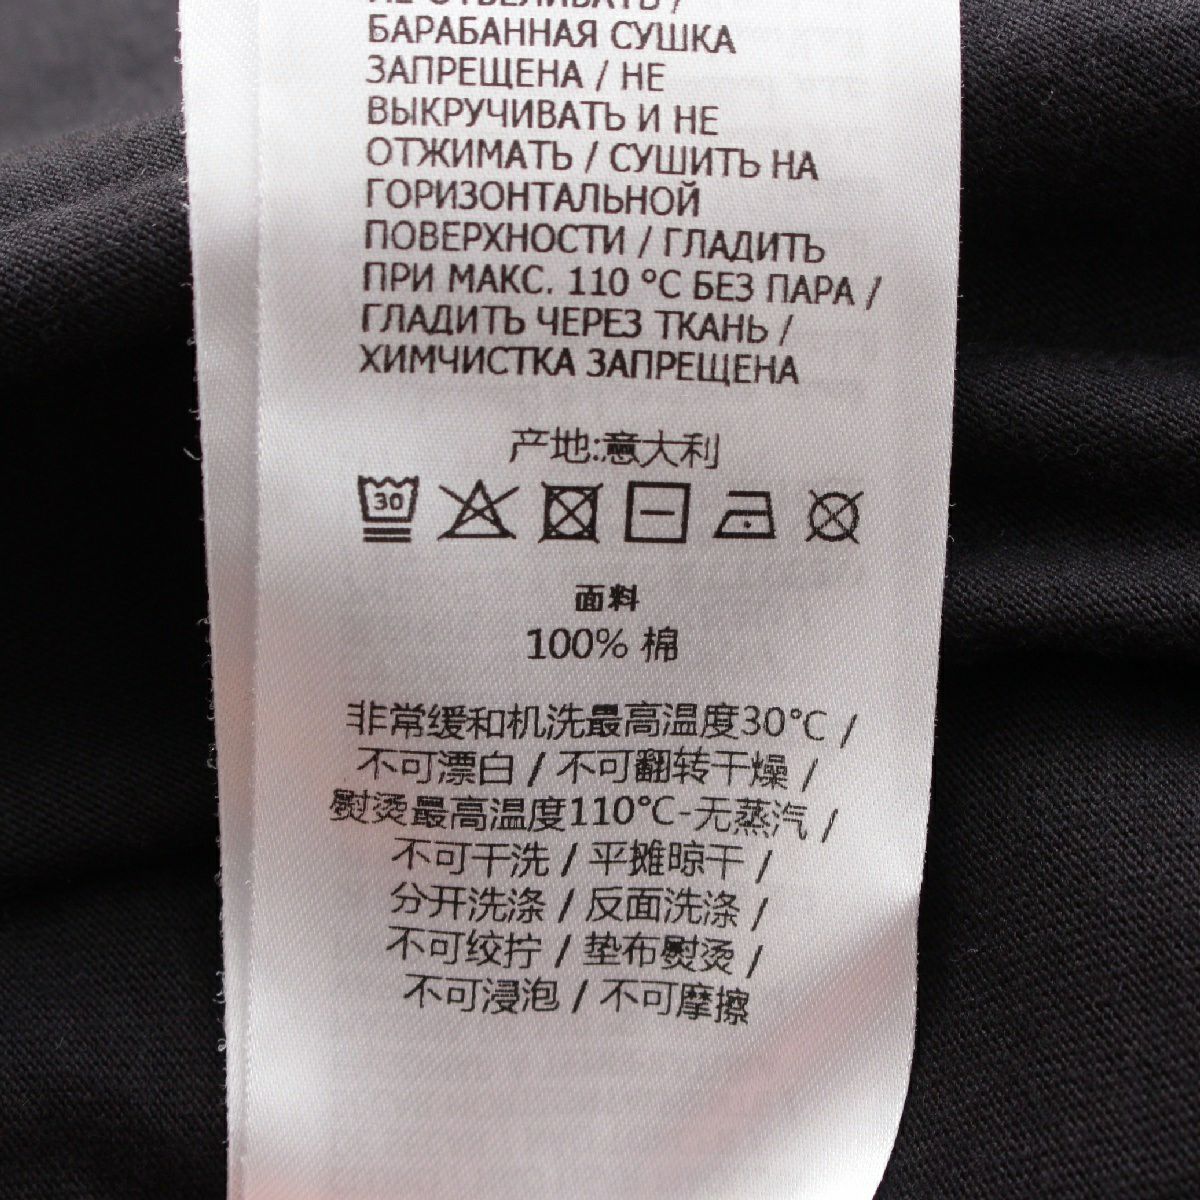 НЕ ОТБЕЛИВАТЬ /
БАРАБАННАЯ СУШКА
ЗАПРЕЩЕНА / НЕ
ВЫКРУЧИВАТЬ И НЕ
ОТЖИМАТЬ / СУШИТЬ НА
ГОРИЗОНТАЛЬНОЙ
ПОВЕРХНОСТИ / ГЛАДИТЬ
ПРИ МАКС. 110 °C БЕЗ ПАРА /
ГЛАДИТЬ ЧЕРЕЗ ТКАНЬ /
ХИМЧИСТКА ЗАПРЕЩЕНА
产地:意大利
30
面料
100% 棉
非常缓和机洗最高温度30°C /
不可漂白 / 不可翻转干燥 /
熨烫最高温度110°C-无蒸汽 /
不可干洗 / 平摊晾干 /
分开洗涤 / 反面洗涤 /
不可绞拧 / 垫布熨烫 /
不可浸泡 / 不可摩擦